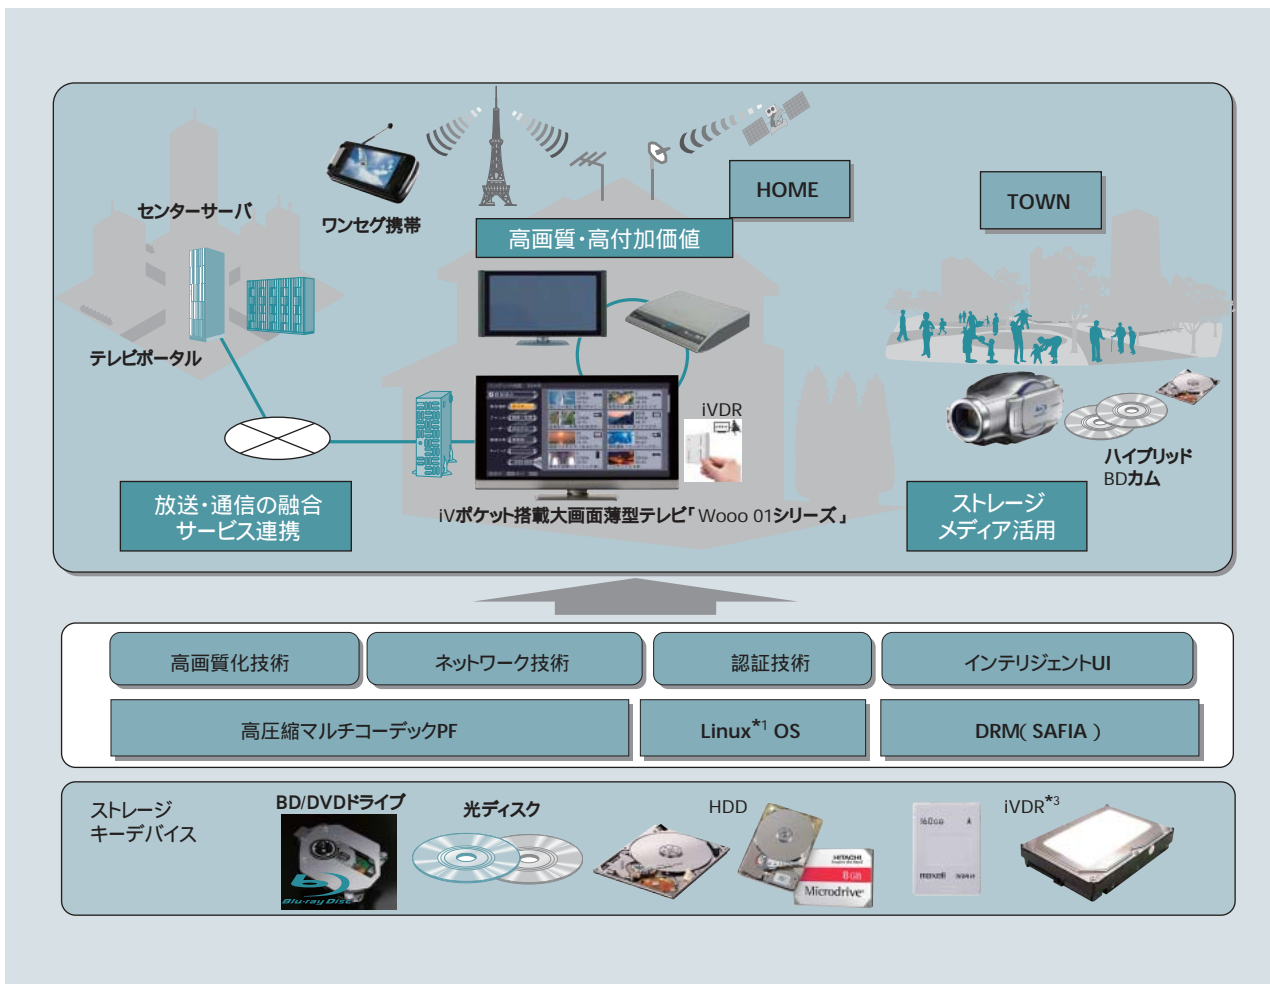 HOME
TOWN
センターサーバ
ワンセグ携帯
高画質・高付加価値
テレビポータル
iVDR
ハイブリッド
BDカム
放送・通信の融合
サービス連携
iVポケット搭載大画面薄型テレビ「Wooo 01シリーズ」
ストレージ
メディア活用
高画質化技術
ネットワーク技術
認証技術
インテリジェントUI
高圧縮マルチコーデックPF
Linux*1 OS
DRM( SAFIA )
ストレージ
キーデバイス
BD/DVDドライブ
光ディスク
HDD
iVDR*3
Blu-ray Disc
HITACHI
8GB
Microdrive
160GB
maxell